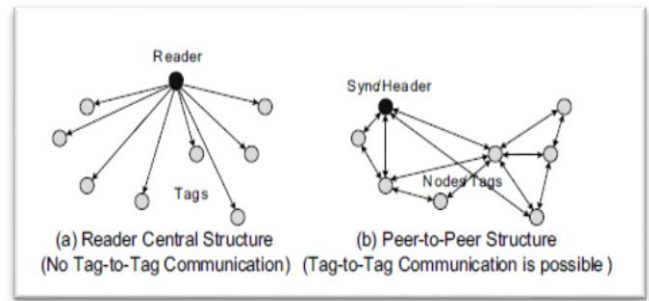 Reader
Tags
(a) Reader Central Structure
(No Tag-to-Tag Communication)
Synd Header
Nodes Tags
(b) Peer-to-Peer Structure
(Tag-to-Tag Communication is possible )